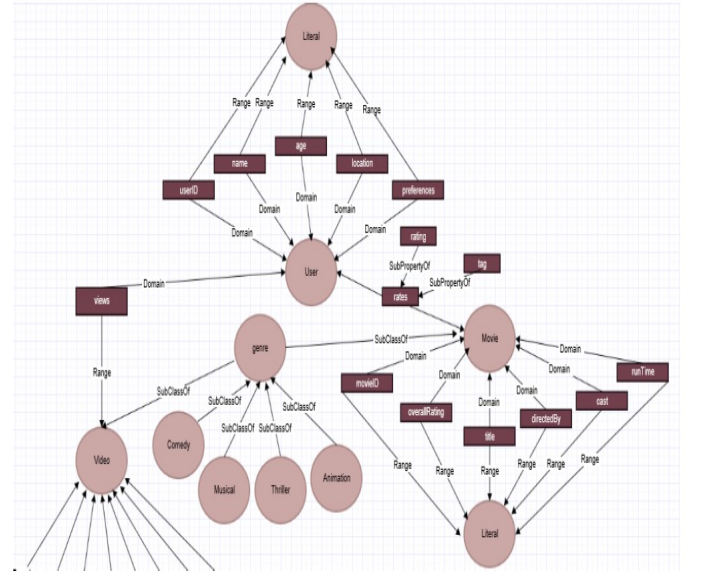 Literal
Range Range Range Range Range
age
name location
userID preferences
Domain Domain Domain Domain Domain
rating
SubPropertyOf tag
User
Domain SubPropertyOf
views rates
genre SubClassOf Movie
Domain Domain Domain Domain Domain Domain
movieID runTime
Range
SubClassOf SubClassOf SubClassOf SubClassOf SubClassOf
overallRating title directedBy cast
Comedy
Video Musical Thriller Animation
Range Range Range Range Range Range
Literal